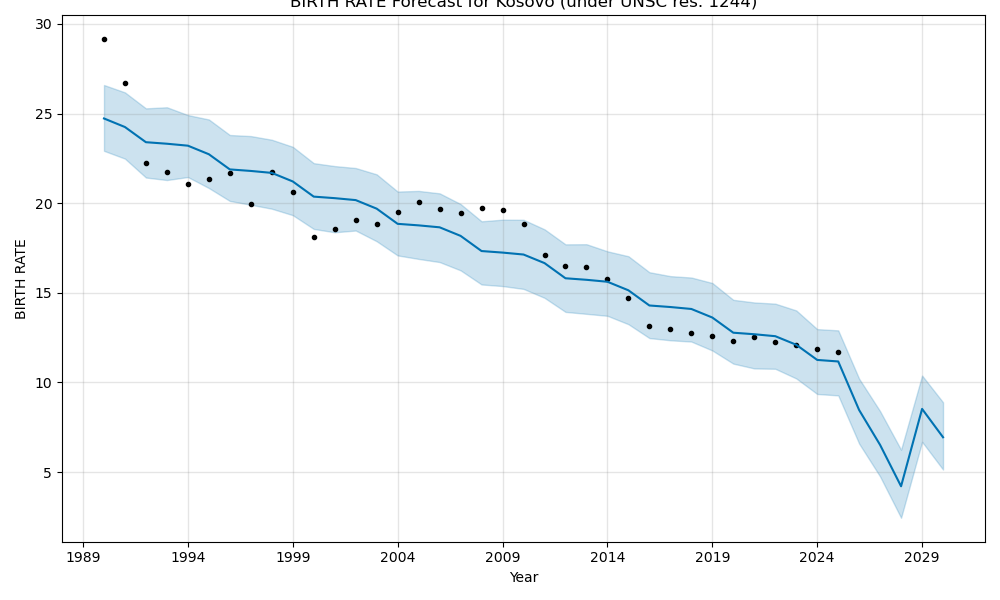 BIRTH RATE Forecast for Kosovo (under UNSC res. 1244)
30
25
20
15
10
5
BIRTH RATE
1989 1994 1999 2004 2009 2014 2019 2024 2029
Year